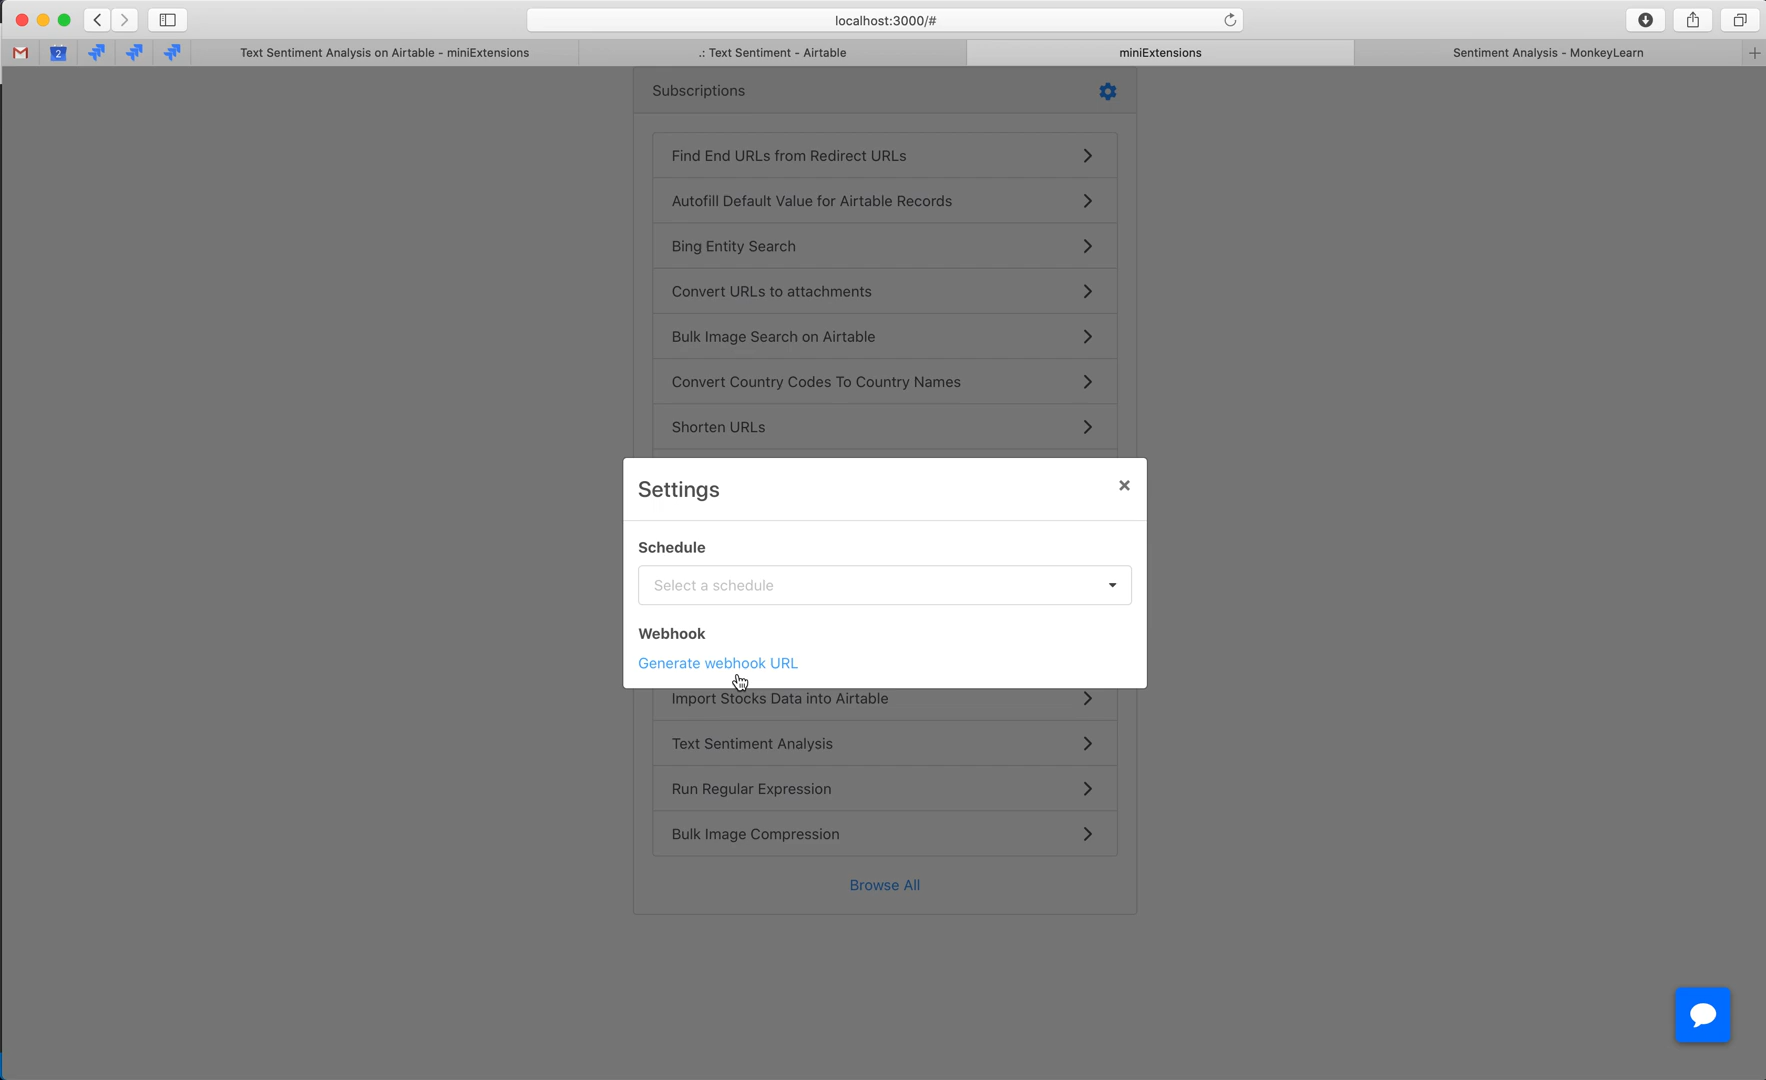 localhost:3000/#
2
Text Sentiment Analysis on Airtable - miniExtensions
.: Text Sentiment - Airtable
miniExtensions
Sentiment Analysis - MonkeyLearn
Subscriptions
Find End URLs from Redirect URLs
Autofill Default Value for Airtable Records
Bing Entity Search
Convert URLs to attachments
Bulk Image Search on Airtable
Convert Country Codes To Country Names
Shorten URLs
Settings
Schedule
Select a schedule
Webhook
Generate webhook URL
Import Stocks Data into Airtable
Text Sentiment Analysis
Run Regular Expression
Bulk Image Compression
Browse All